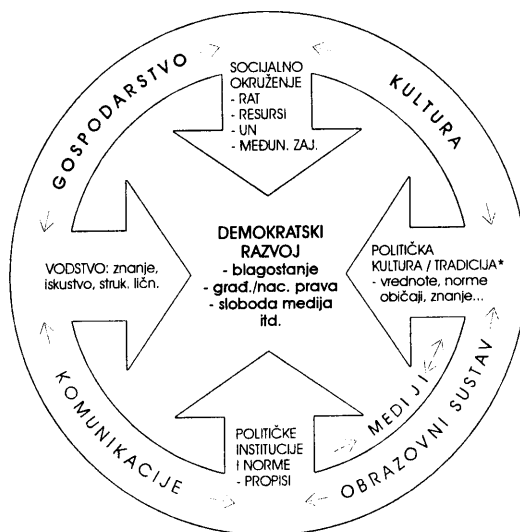 GOSPODARSTVO
KULTURA
SOCIJALNO
OKRUŽENJE
- RAT
- RESURSI
- UN
- MEĐUN. ZAJ.
VODSTVO: znanje,
iskustvo, struk. ličn.
DEMOKRATSKI
RAZVOJ
- blagostanje
- građ./nac. prava
- sloboda medija
itd.
POLITIČKA
KULTURA / TRADICIJA*
- vrednote, norme
običaji, znanje...
POLITIČKE
INSTITUCIJE
I NORME
- PROPISI
MEDIJI
KOMUNIKACIJE
OBRAZOVNI SUSTAV